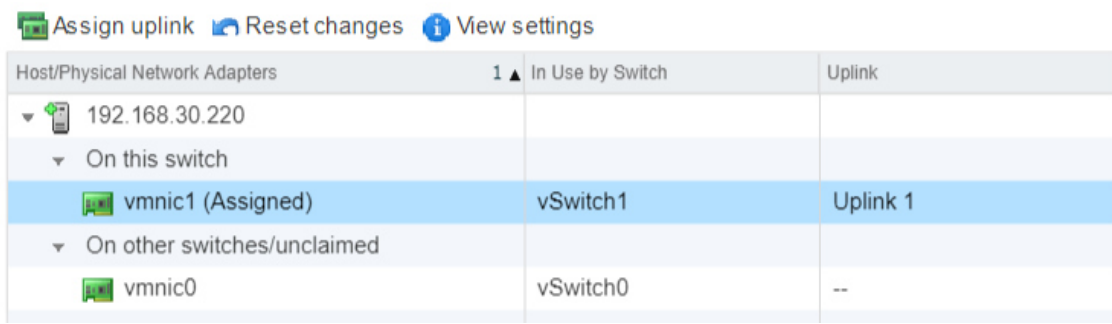 Assign uplink Reset changes View settings
Host/Physical Network Adapters 1 In Use by Switch Uplink
192.168.30.220
On this switch
vmnic1 (Assigned) vSwitch1 Uplink 1
On other switches/unclaimed
vmnic0 vSwitch0 --